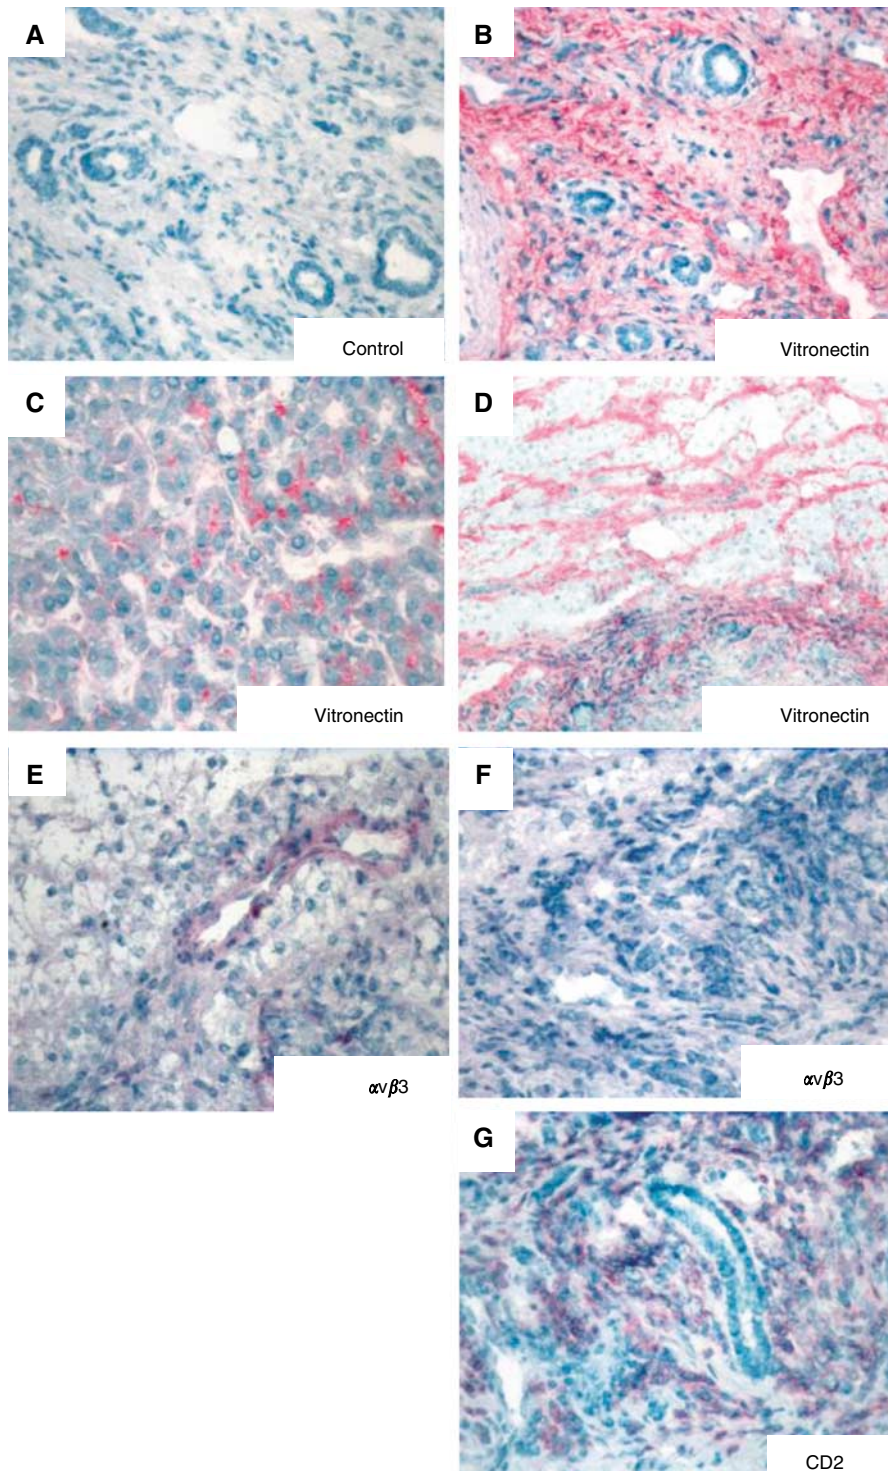 A
Control
B
Vitronectin
C
Vitronectin
D
Vitronectin
E
αvβ3
F
αvβ3
G
CD2